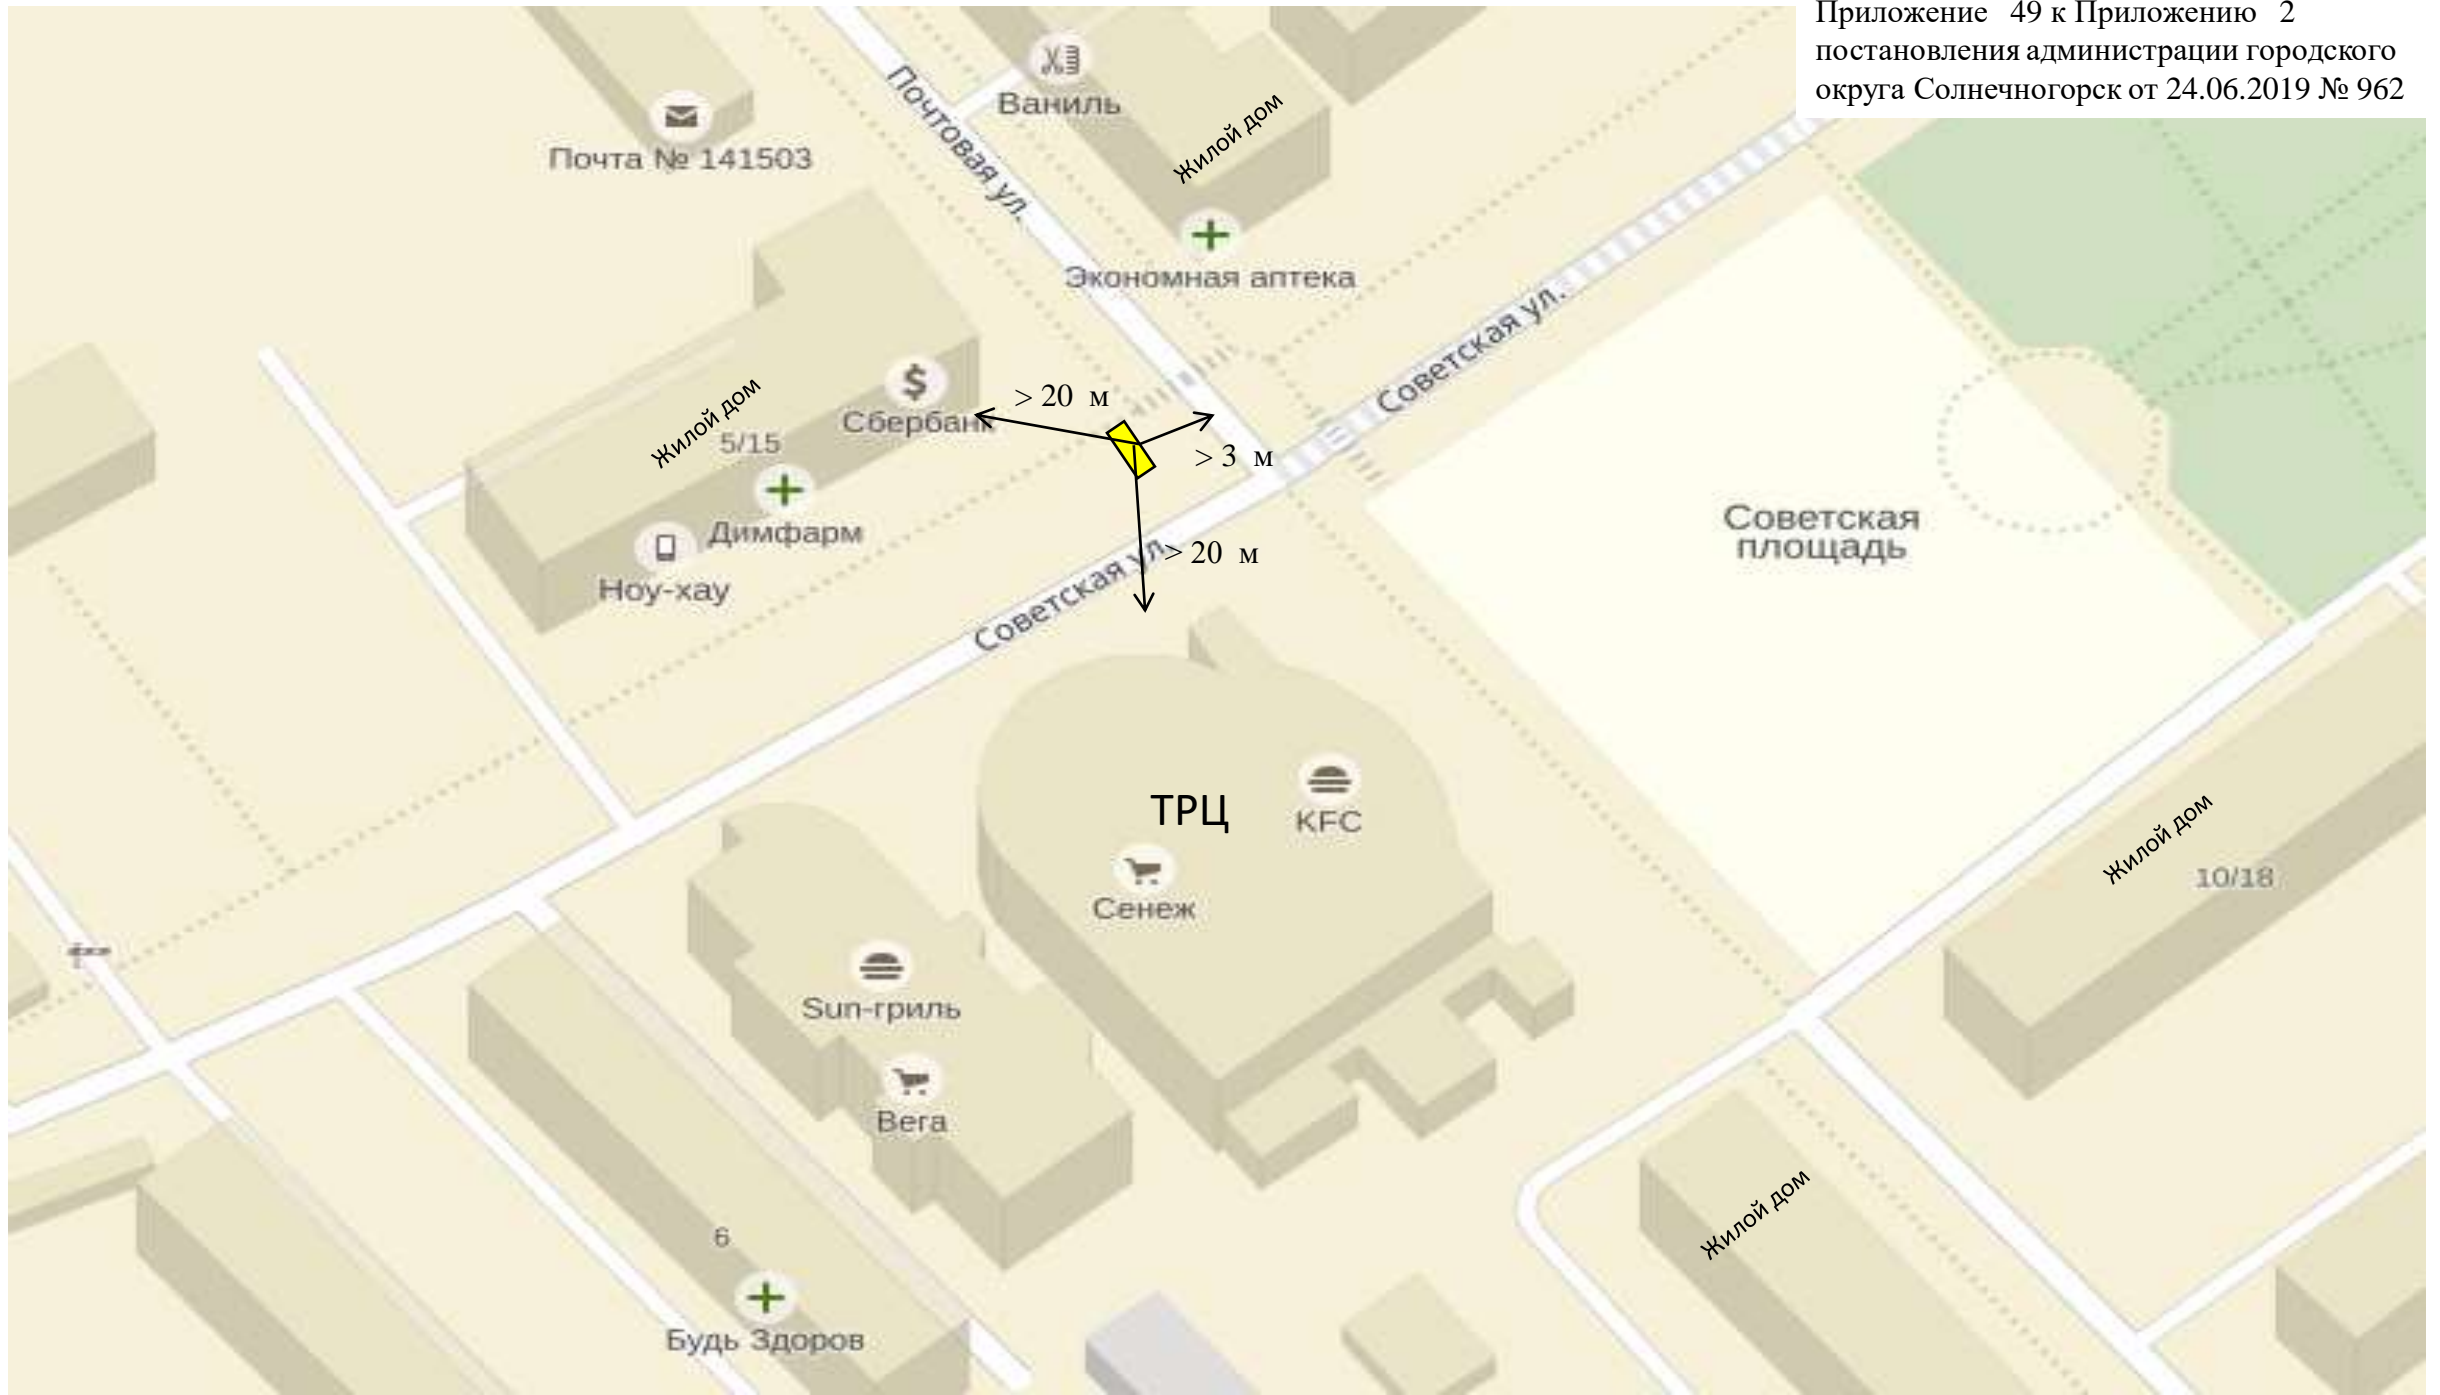 Приложение 49 к Приложению 2
постановления администрации городского
округа Солнечногорск от 24.06.2019 № 962
Почтовая ул.
Ваниль
Жилой дом
Почта № 141503
Экономная аптека
Советская ул.
> 20 м
Сбербанк
Жилой дом
5/15
> 3 м
Димфарм
Советская
площадь
Ноу-хау
> 20 м
Советская ул.
ТРЦ
KFC
Сенеж
Жилой дом
10/18
Sun-гриль
Вега
Жилой дом
6
Будь Здоров